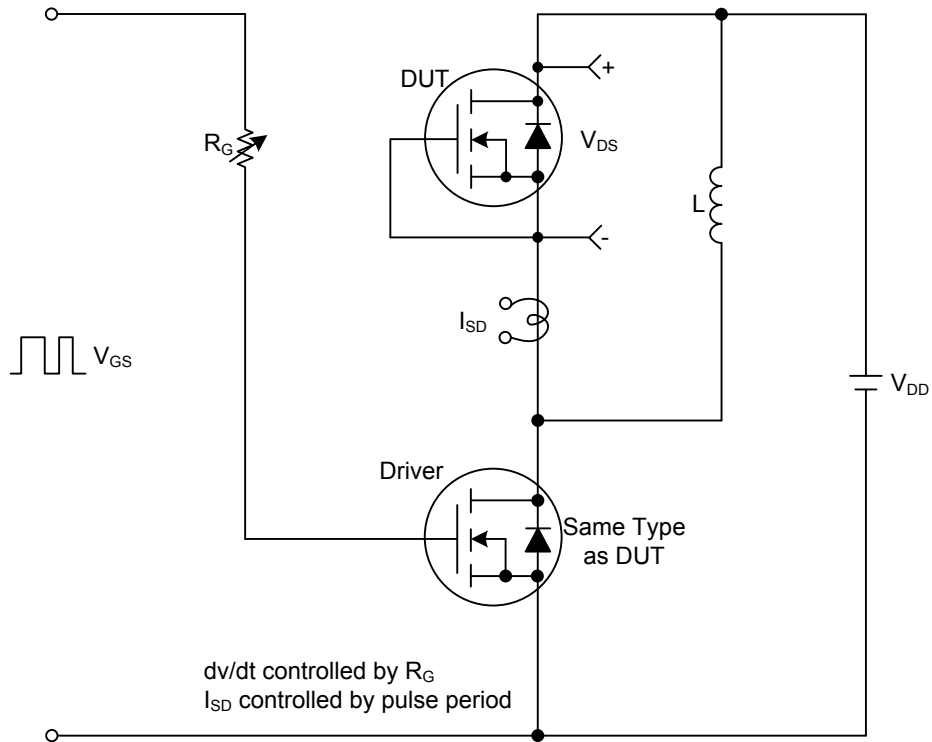 DUT
+
R_G
V_DS
L
-
I_SD
V_GS
V_DD
Driver
Same Type
as DUT
dv/dt controlled by R_G
I_SD controlled by pulse period